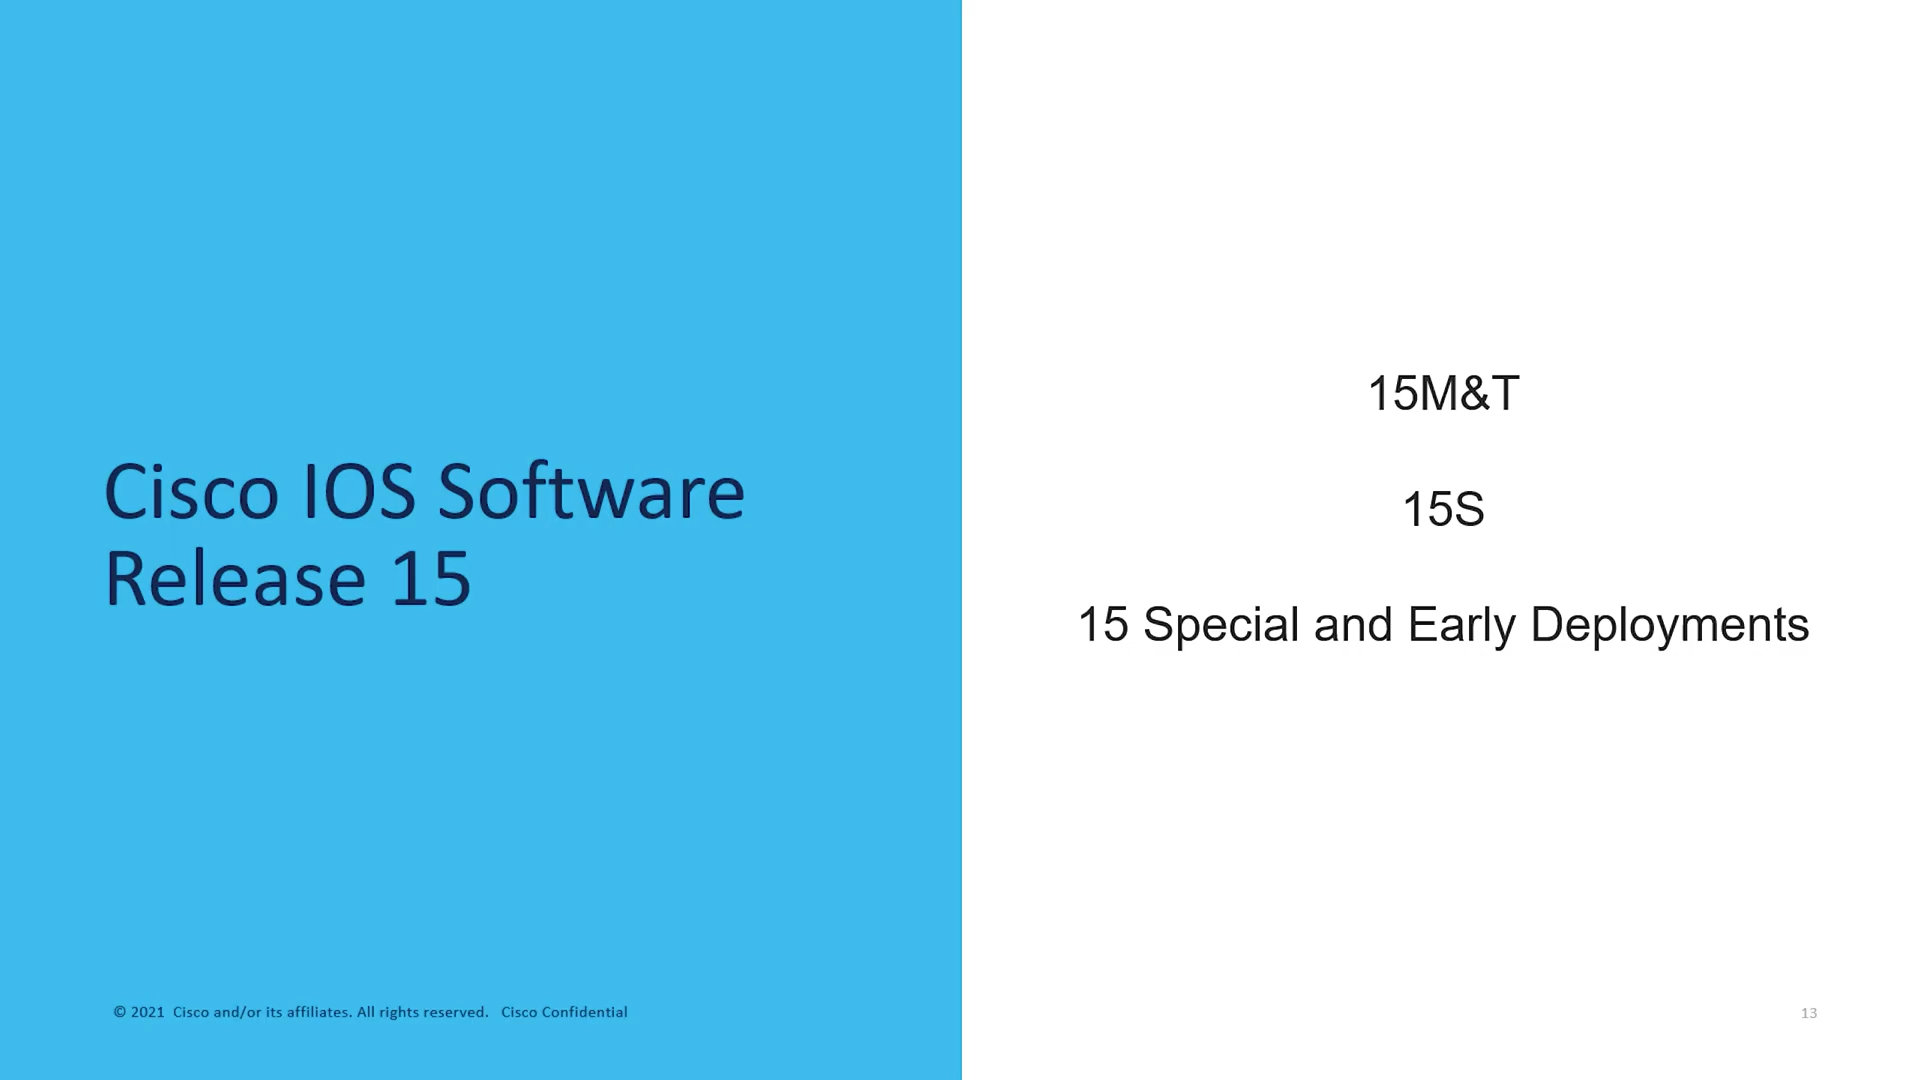 Cisco IOS Software
Release 15
15M&T
15S
15 Special and Early Deployments
© 2021 Cisco and/or its affiliates. All rights reserved. Cisco Confidential
13